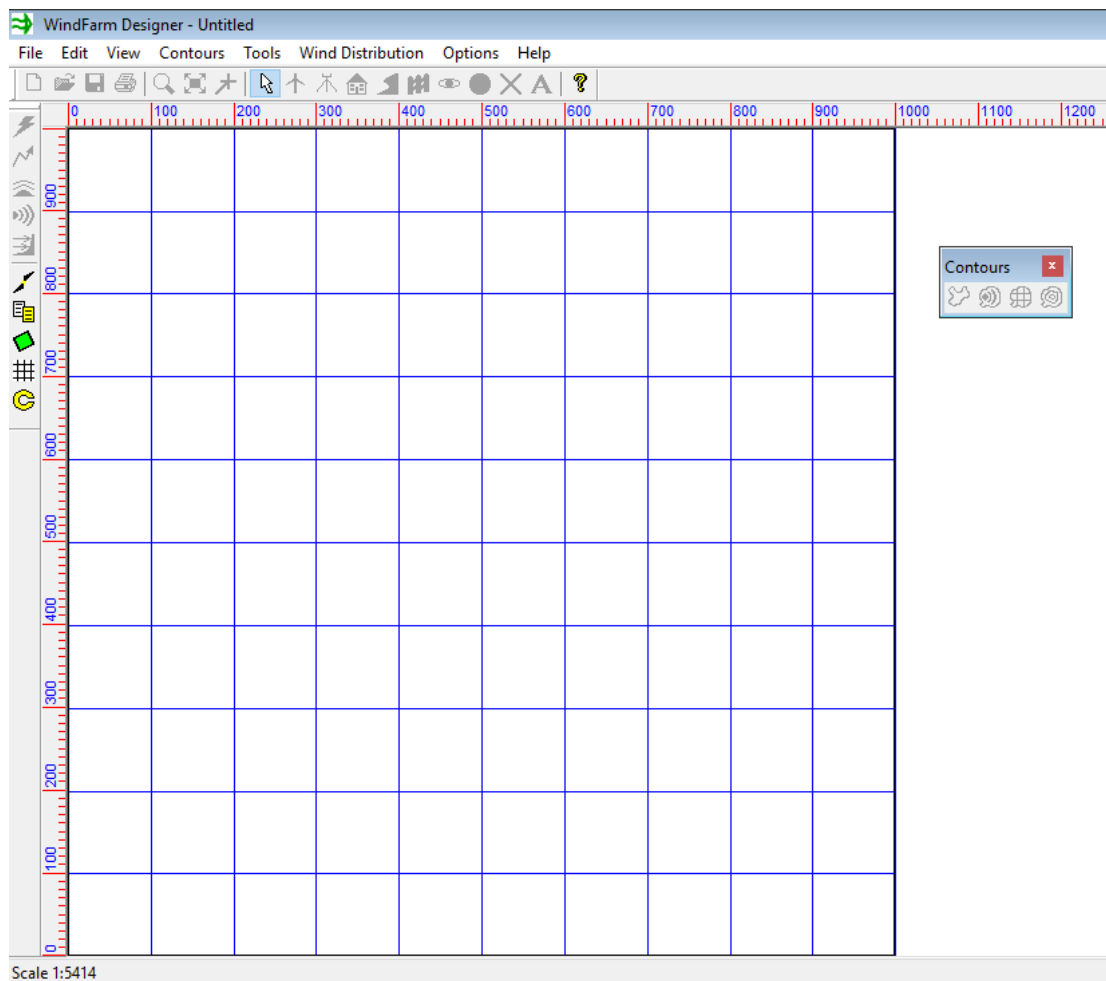 WindFarm Designer - Untitled
File Edit View Contours Tools Wind Distribution Options Help
A ?
0 100 200 300 400 500 600 700 800 900 1000 1100 1200
900
800
Contours x
700
600
500
400
300
200
100
0
Scale 1:5414